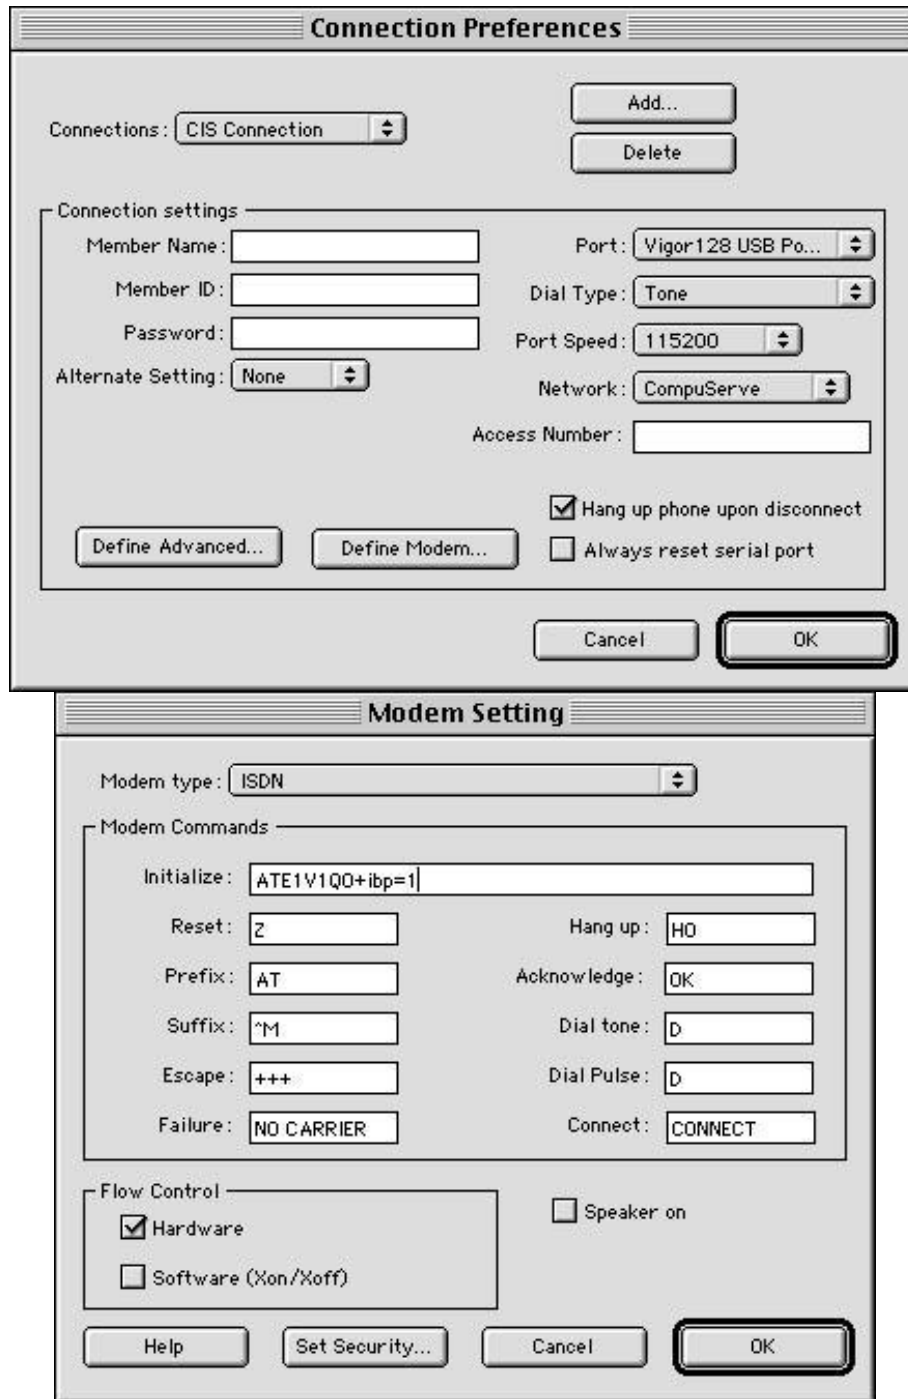 Connection Preferences
Add...
Connections: CIS Connection
Delete
Connection settings
Member Name: Port: Vigor128 USB Po...
Member ID: Dial Type: Tone
Password: Port Speed: 115200
Alternate Setting: None Network: CompuServe
Access Number:
Hang up phone upon disconnect
Define Advanced... Define Modem... Always reset serial port
Cancel OK
Modem Setting
Modem type: ISDN
Modem Commands
Initialize: ATE1V1Q0+ibp=1
Reset: Z Hang up: H0
Prefix: AT Acknowledge: OK
Suffix: ^M Dial tone: D
Escape: +++ Dial Pulse: D
Failure: NO CARRIER Connect: CONNECT
Flow Control
Hardware Speaker on
Software (Xon/Xoff)
Help Set Security... Cancel OK